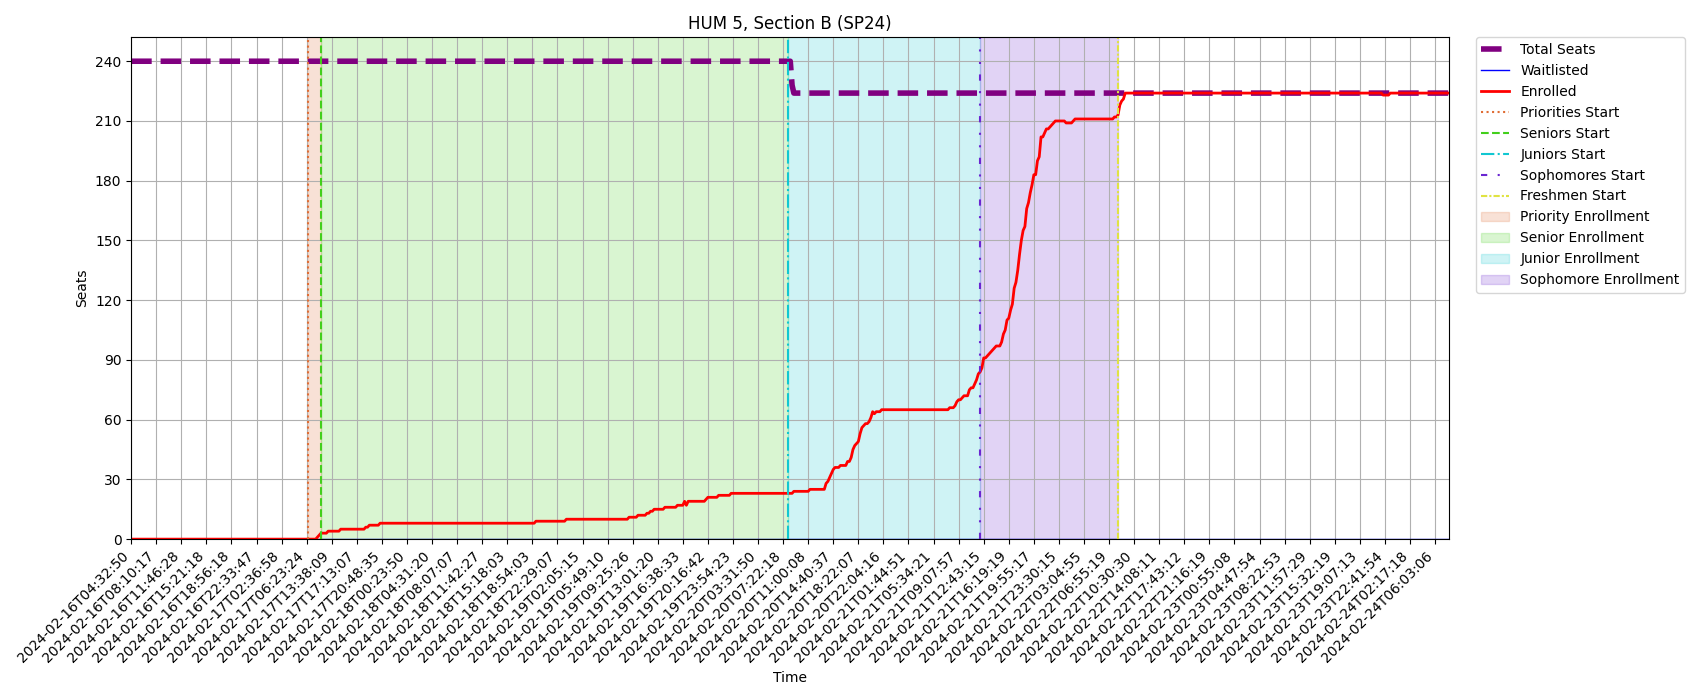 HUM 5, Section B (SP24)
Seats
240
210
180
150
120
90
60
30
0
2024-02-16T04:32:50
2024-02-16T08:10:17
2024-02-16T11:46:28
2024-02-16T15:21:18
2024-02-16T18:56:18
2024-02-16T22:33:47
2024-02-17T02:36:58
2024-02-17T06:23:24
2024-02-17T13:38:09
2024-02-17T17:13:07
2024-02-17T20:48:35
2024-02-18T00:23:50
2024-02-18T04:31:20
2024-02-18T08:07:07
2024-02-18T11:42:27
2024-02-18T15:18:03
2024-02-18T18:54:03
2024-02-18T22:29:07
2024-02-19T02:05:15
2024-02-19T05:49:10
2024-02-19T09:25:26
2024-02-19T13:01:20
2024-02-19T16:38:33
2024-02-19T20:16:42
2024-02-19T23:54:23
2024-02-20T03:31:50
2024-02-20T07:22:18
2024-02-20T11:00:08
2024-02-20T14:40:37
2024-02-20T18:22:07
2024-02-20T22:04:16
2024-02-21T01:44:51
2024-02-21T05:34:21
2024-02-21T09:07:57
2024-02-21T12:43:15
2024-02-21T16:19:19
2024-02-21T19:55:17
2024-02-21T23:30:15
2024-02-22T03:04:55
2024-02-22T06:55:19
2024-02-22T10:30:30
2024-02-22T14:08:11
2024-02-22T17:43:12
2024-02-22T21:16:19
2024-02-23T00:55:08
2024-02-23T04:47:54
2024-02-23T08:22:53
2024-02-23T11:57:29
2024-02-23T15:32:19
2024-02-23T19:07:13
2024-02-23T22:41:54
2024-02-24T02:17:18
2024-02-24T06:03:06
Time
Total Seats
Waitlisted
Enrolled
Priorities Start
Seniors Start
Juniors Start
Sophomores Start
Freshmen Start
Priority Enrollment
Senior Enrollment
Junior Enrollment
Sophomore Enrollment